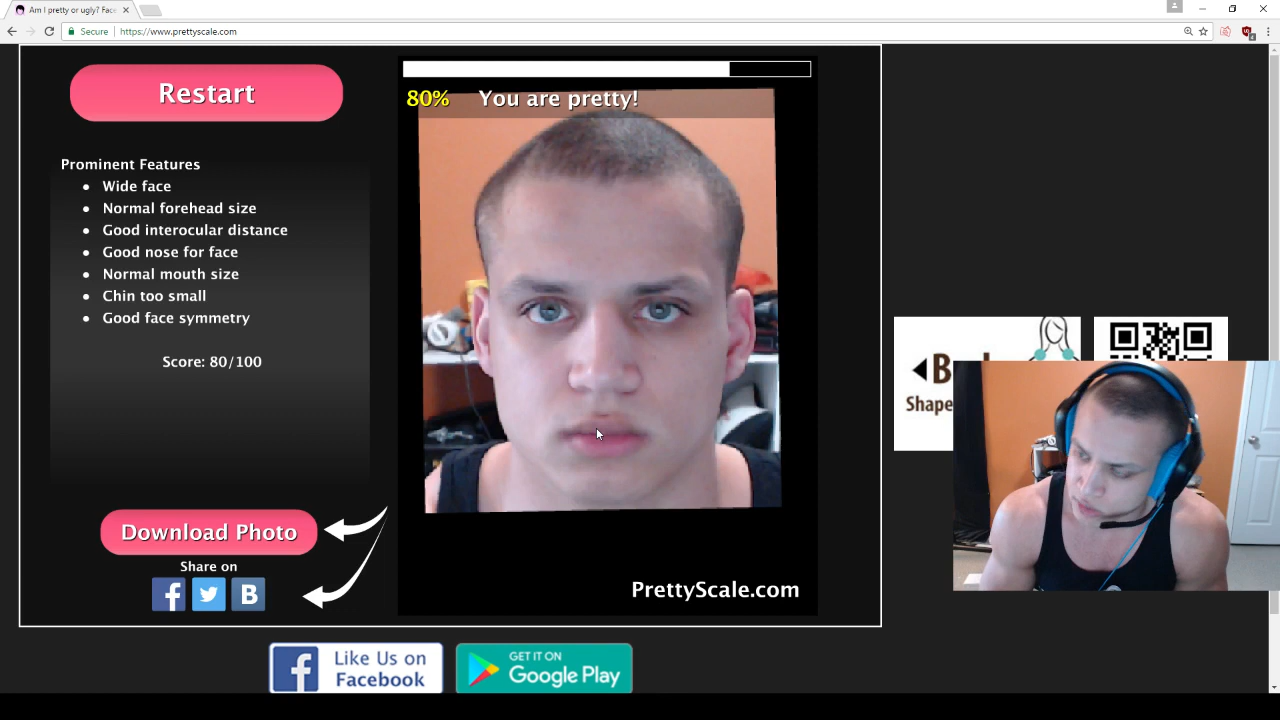 Am I pretty or ugly? Fac
Secure
https://www.prettyscale.com
Restart
80% You are pretty!
Prominent Features
Wide face
Normal forehead size
Good interocular distance
Good nose for face
Normal mouth size
Chin too small
Good face symmetry
Score: 80/100
Shape
Download Photo
Share on
f
B
PrettyScale.com
f
Like Us on
Facebook
GET IT ON
Google Play